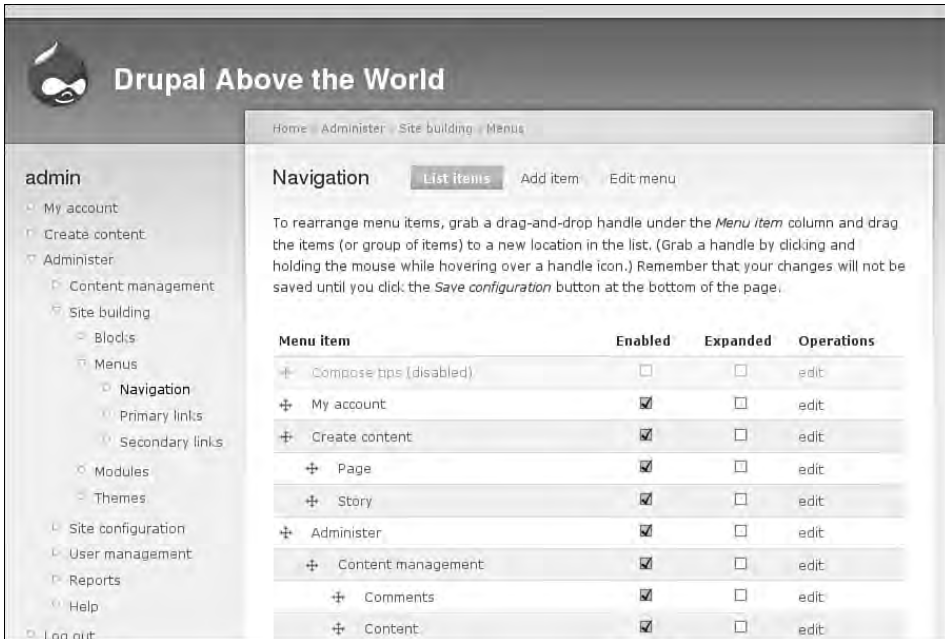 Drupal Above the World
Home Administer Site building Menus
admin
My account
Create content
Administer
Content management
Site building
Blocks
Menus
Navigation
Primary links
Secondary links
Modules
Themes
Site configuration
User management
Reports
Help
Log out
Navigation List items Add item Edit menu
To rearrange menu items, grab a drag-and-drop handle under the Menu item column and drag
the items (or group of items) to a new location in the list. (Grab a handle by clicking and
holding the mouse while hovering over a handle icon.) Remember that your changes will not be
saved until you click the Save configuration button at the bottom of the page.
Menu item Enabled Expanded Operations
Compose tips (disabled) edit
My account edit
Create content edit
Page edit
Story edit
Administer edit
Content management edit
Comments edit
Content edit